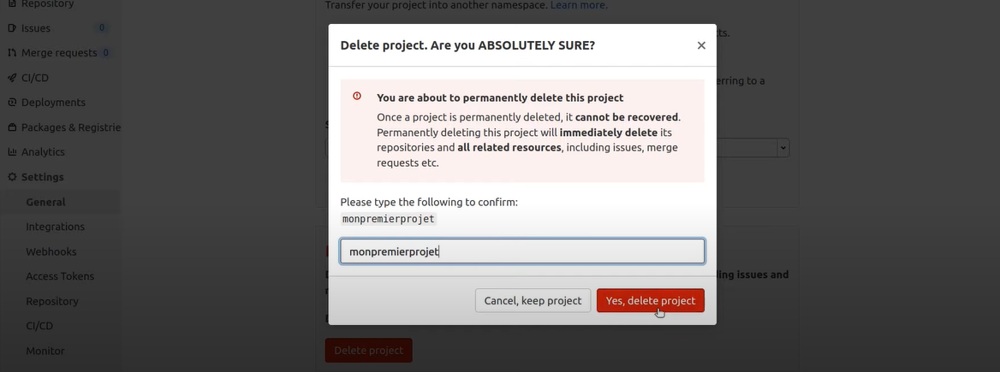 Repository
Issues 0
Merge requests 0
CI/CD
Deployments
Packages & Registrie
Analytics
Settings
General
Integrations
Webhooks
Access Tokens
Repository
CI/CD
Monitor
Transfer your project into another namespace. Learn more.
cts.
erring to a
Delete project. Are you ABSOLUTELY SURE?
You are about to permanently delete this project
Once a project is permanently deleted, it cannot be recovered.
Permanently deleting this project will immediately delete its
repositories and all related resources, including issues, merge
requests etc.
Please type the following to confirm:
monpremierprojet
monpremierprojet
ing issues and
Cancel, keep project
Yes, delete project
Delete project